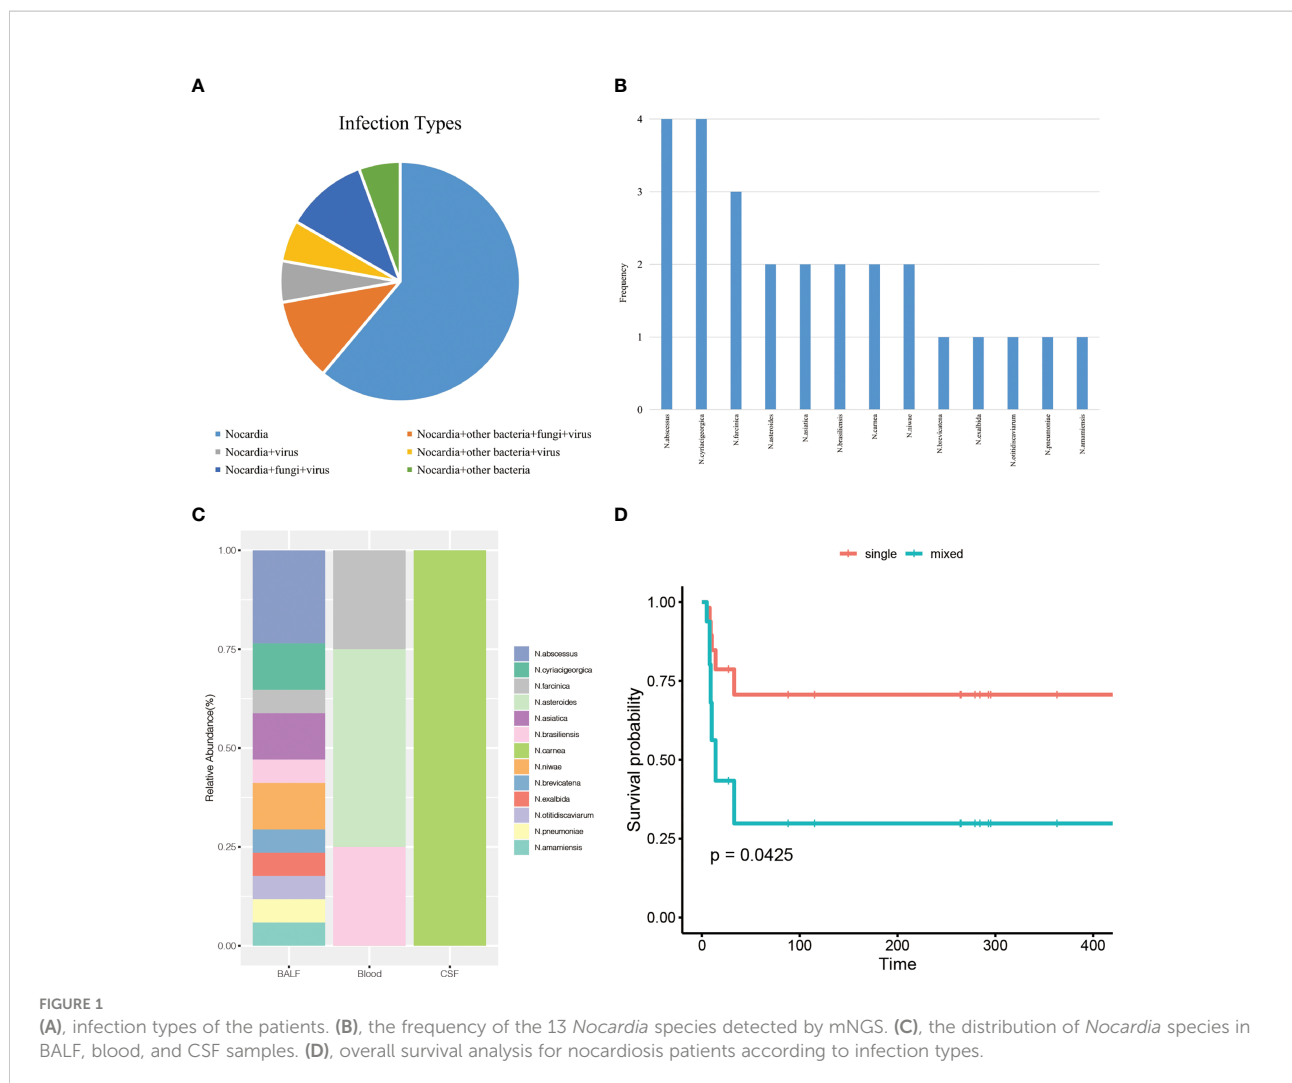 A
Infection Types
Nocardia
Nocardia+other bacteria+fungi+virus
Nocardia+virus
Nocardia+other bacteria+virus
Nocardia+fungi+virus
Nocardia+other bacteria
B
4
3
2
1
0
Frequency
N.abscessus
N.cyriacigeorgica
N.farcinica
N.asteroides
N.asiatica
N.brasiliensis
N.carnea
N.niwae
N.brevicatena
N.exalbida
N.otitidiscaviarum
N.pneumoniae
N.amamiensis
C
1.00
0.75
0.50
0.25
0.00
Relative Abundance(%)
BALF
Blood
CSF
N.abscessus
N.cyriacigeorgica
N.farcinica
N.asteroides
N.asiatica
N.brasiliensis
N.carnea
N.niwae
N.brevicatena
N.exalbida
N.otitidiscaviarum
N.pneumoniae
N.amamiensis
D
single
mixed
1.00
0.75
0.50
0.25
0.00
Survival probability
p = 0.0425
0
100
200
300
400
Time
FIGURE 1
(A), infection types of the patients. (B), the frequency of the 13 Nocardia species detected by mNGS. (C), the distribution of Nocardia species in
BALF, blood, and CSF samples. (D), overall survival analysis for nocardiosis patients according to infection types.